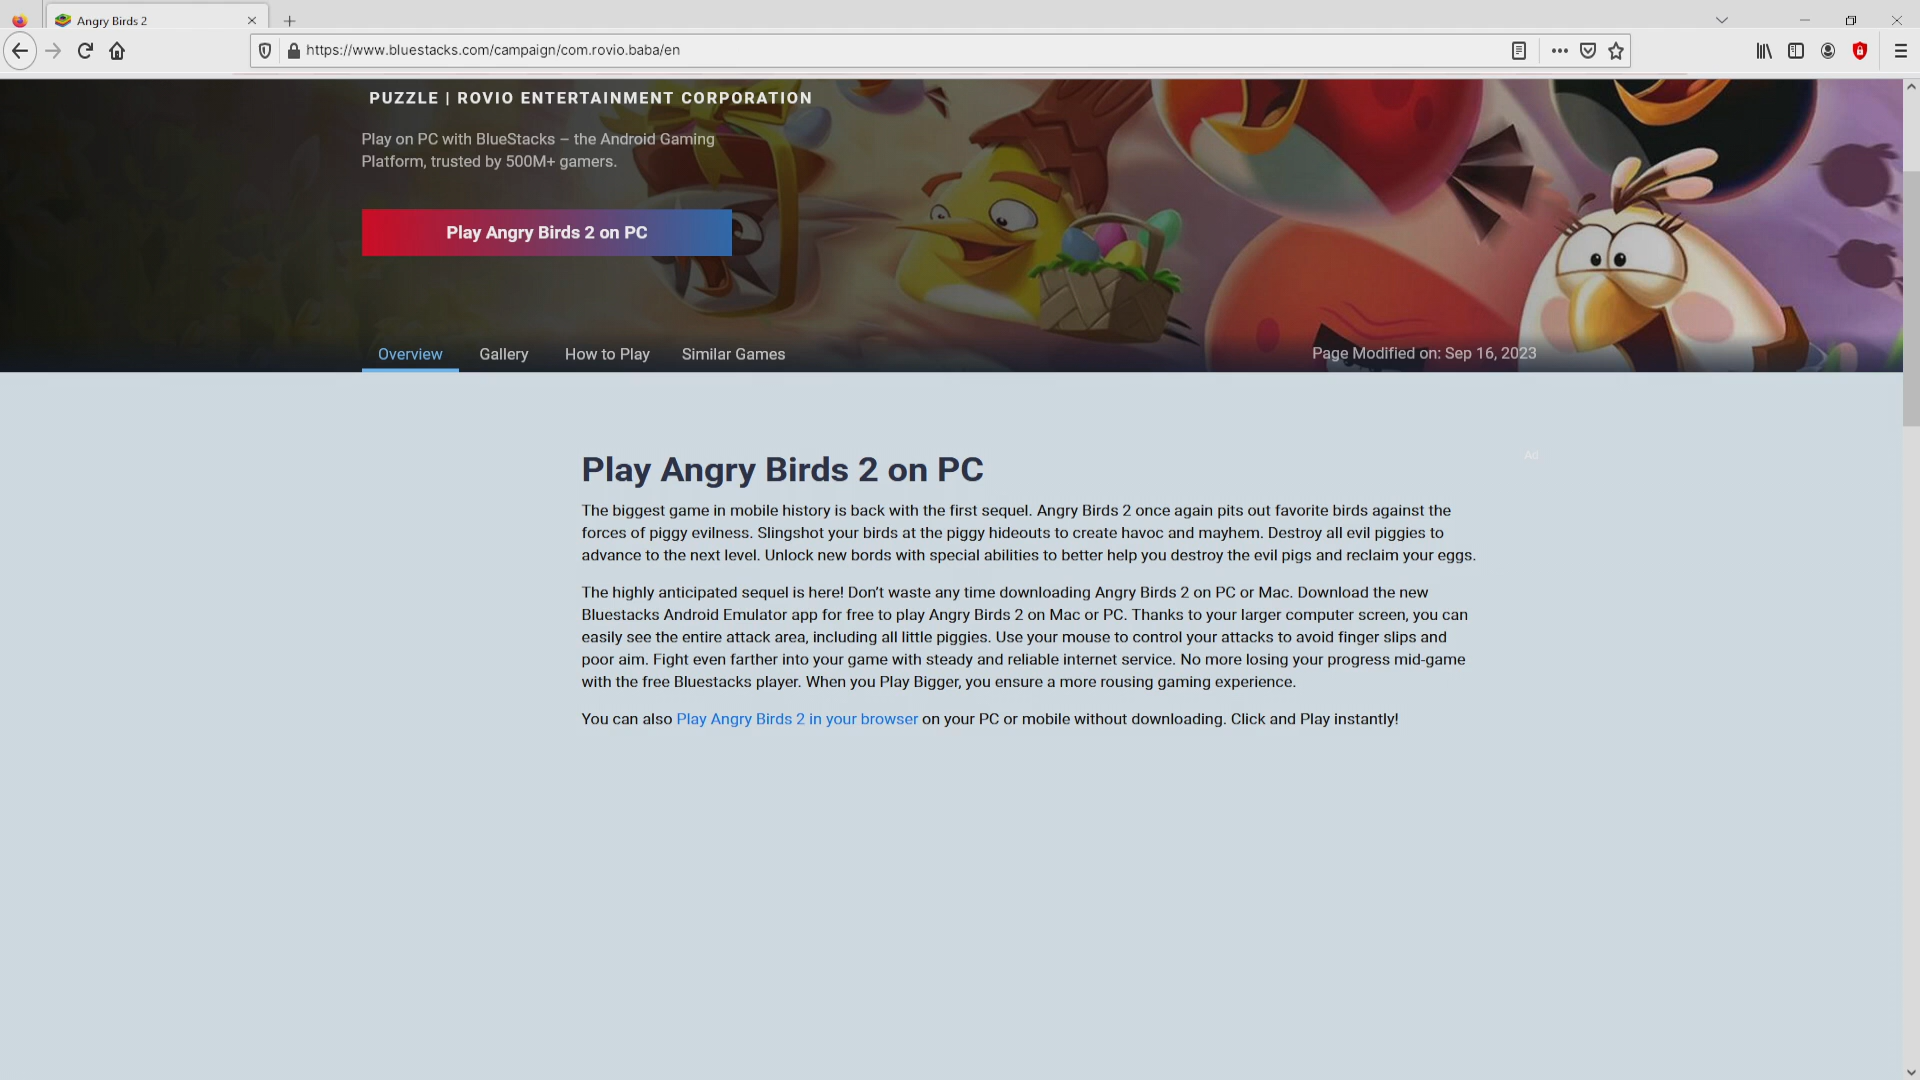 Angry Birds 2
https://www.bluestacks.com/campaign/com.rovio.baba/en
PUZZLE | ROVIO ENTERTAINMENT CORPORATION
Play on PC with BlueStacks – the Android Gaming
Platform, trusted by 500M+ gamers.
Play Angry Birds 2 on PC
Overview
Gallery
How to Play
Similar Games
Page Modified on: Sep 16, 2023
Play Angry Birds 2 on PC
Ad
The biggest game in mobile history is back with the first sequel. Angry Birds 2 once again pits out favorite birds against the
forces of piggy evilness. Slingshot your birds at the piggy hideouts to create havoc and mayhem. Destroy all evil piggies to
advance to the next level. Unlock new bords with special abilities to better help you destroy the evil pigs and reclaim your eggs.
The highly anticipated sequel is here! Don’t waste any time downloading Angry Birds 2 on PC or Mac. Download the new
Bluestacks Android Emulator app for free to play Angry Birds 2 on Mac or PC. Thanks to your larger computer screen, you can
easily see the entire attack area, including all little piggies. Use your mouse to control your attacks to avoid finger slips and
poor aim. Fight even farther into your game with steady and reliable internet service. No more losing your progress mid-game
with the free Bluestacks player. When you Play Bigger, you ensure a more rousing gaming experience.
You can also Play Angry Birds 2 in your browser on your PC or mobile without downloading. Click and Play instantly!